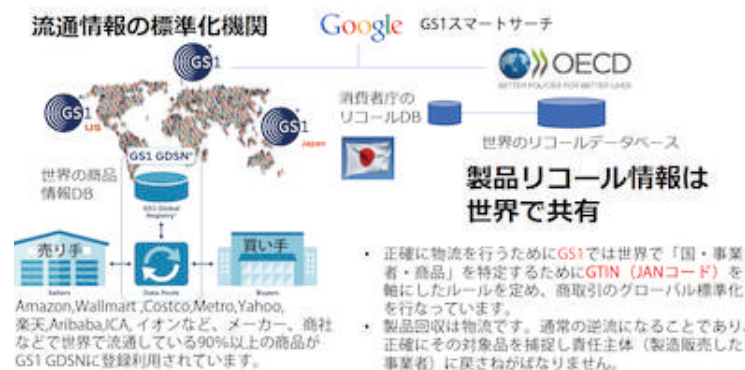 流通情報の標準化機関
Google GS1スマートサーチ
GS1
GS1
US
GS1
Japan
OECD
BETTER POLICIES FOR BETTER LIVES
消費者庁の
リコールDB
世界のリコールデータベース
GS1 GDSN
世界の商品
情報DB
GS1 Global
Registry
製品リコール情報は
世界で共有
売り手
買い手
Sellers
Data Pools
Buyers
Amazon,Wallmart ,Costco,Metro,Yahoo,
楽天,Aribaba,ICA, イオンなど、メーカー、商社
などで世界で流通している90%以上の商品が
GS1 GDSNに登録利用されています。
• 正確に物流を行うためにGS1では世界で「国・事業
者・商品」を特定するためにGTIN（JANコード）を
軸にしたルールを定め、商取引のグローバル標準化
を行なっています。
• 製品回収は物流です。通常の逆流になることであり、
正確にその対象品を捕捉し責任主体（製造販売した
事業者）に戻さねがばなりません。